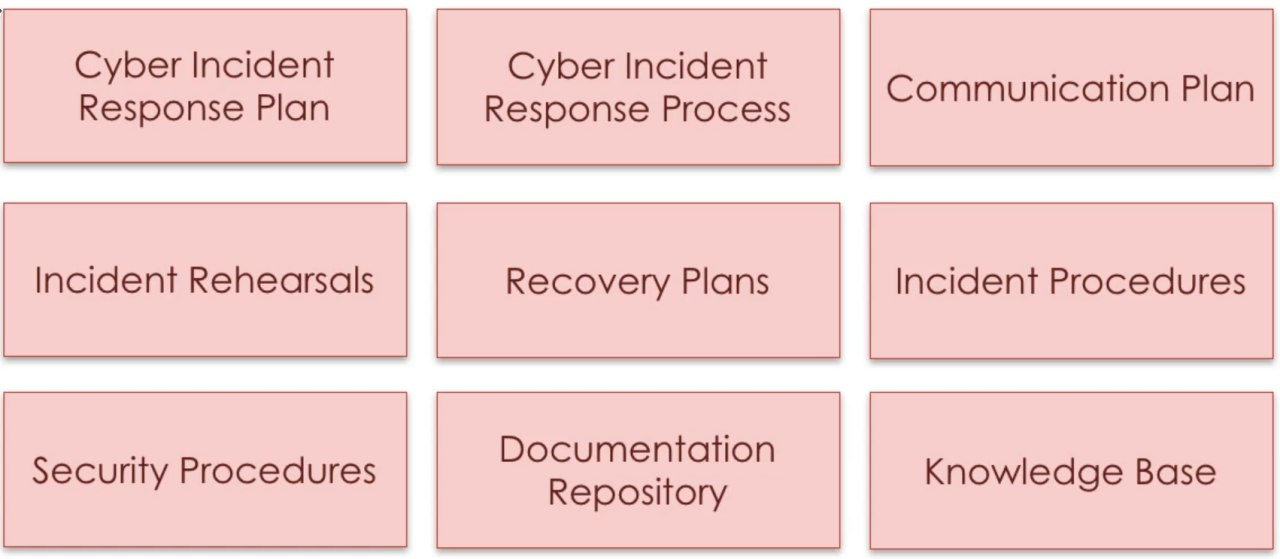 Cyber Incident
Response Plan
Cyber Incident
Response Process
Communication Plan
Incident Rehearsals
Recovery Plans
Incident Procedures
Security Procedures
Documentation
Repository
Knowledge Base